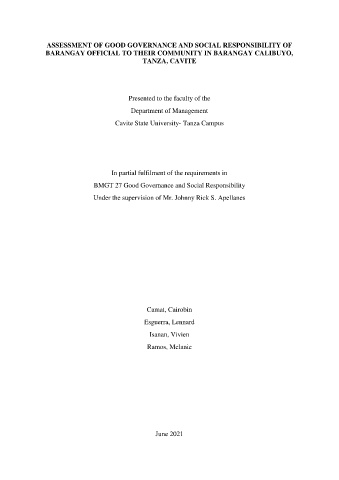 ASSESSMENT OF GOOD GOVERNANCE AND SOCIAL RESPONSIBILITY OF
BARANGAY OFFICIAL TO THEIR COMMUNITY IN BARANGAY CALIBUYO,
TANZA, CAVITE
Presented to the faculty of the
Department of Management
Cavite State University- Tanza Campus
In partial fulfilment of the requirements in
BMGT 27 Good Governance and Social Responsibility
Under the supervision of Mr. Johnny Rick S. Apellanes
Camat, Cairobin
Esguerra, Lennard
Isanan, Vivien
Ramos, Melanie
June 2021